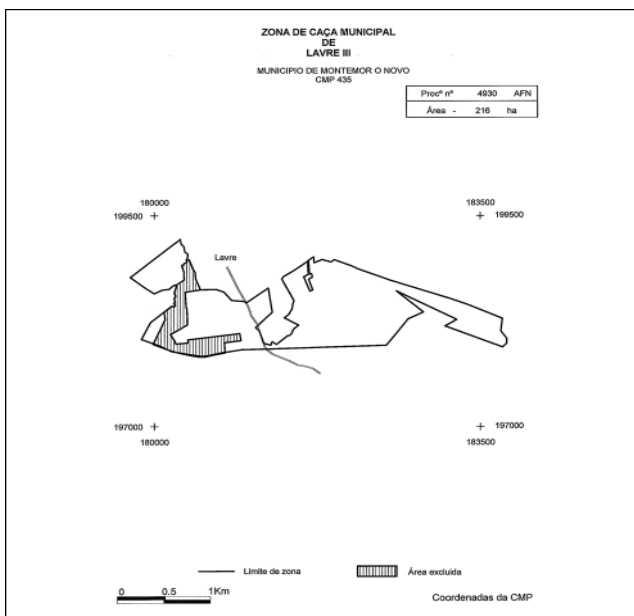 ZONA DE CAÇA MUNICIPAL
DE
LAVRE III
MUNICIPIO DE MONTEMOR O NOVO
CMP 435
Procº nº 4930 AFN
Área - 216 ha
180000 183500
199500 199500
Lavre
197000 197000
180000 183500
Limite de zona Área excluida
0 0.5 1Km
Coordenadas da CMP